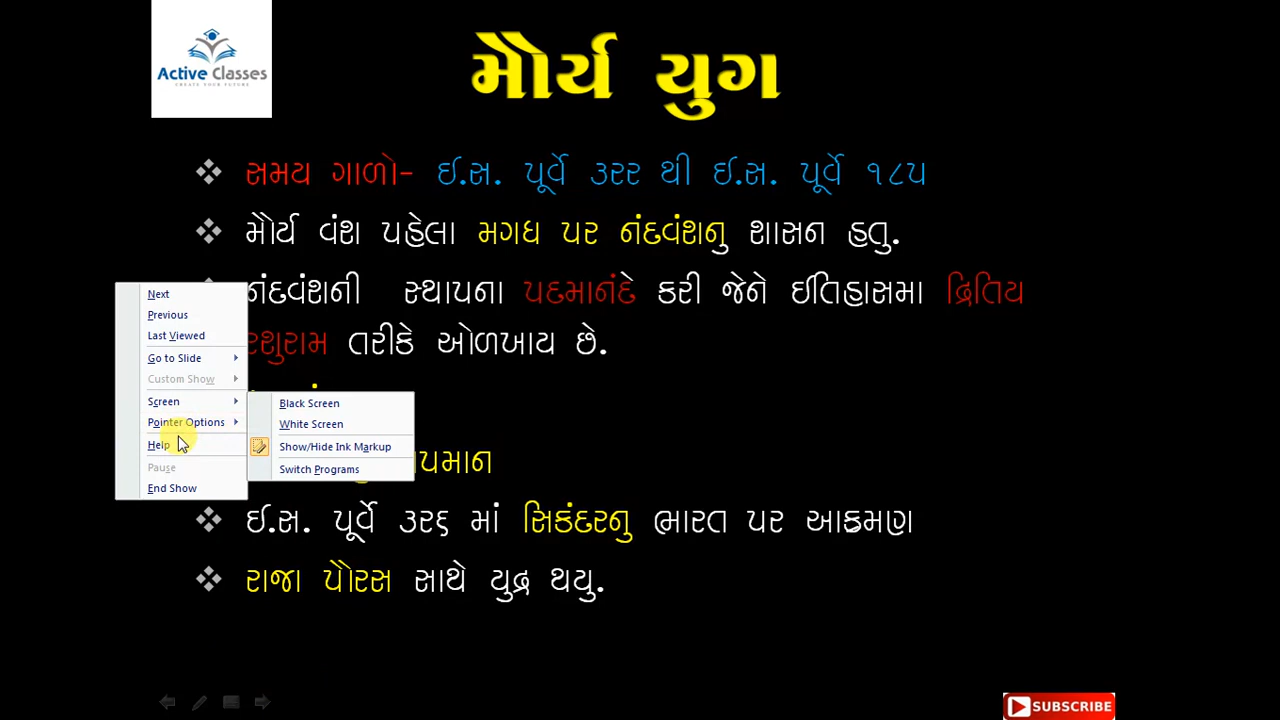 Active Classes
CREATE YOUR FUTURE
મૌર્ય યુગ
સમય ગાળો- ઈ.સ. પૂર્વે ૩૨૨ થી ઈ.સ. પૂર્વે ૧૮૫
મૌર્ય વંશ પહેલા મગધ પર નંદવંશનુ શાસન હતુ.
નંદવંશની સ્થાપના પદમાનંદે કરી જેને ઈતિહાસમા દ્વિતિય
રશુરામ તરીકે ઓળખાય છે.
Next
Previous
Last Viewed
Go to Slide
Custom Show
Screen
Pointer Options
Help
Pause
End Show
Black Screen
White Screen
Show/Hide Ink Markup
Switch Programs
પમાન
ઈ.સ. પૂર્વે ૩૨૬ માં સિકંદરનુ ભારત પર આક્રમણ
રાજા પૌરસ સાથે યુદ્ધ થયુ.
SUBSCRIBE